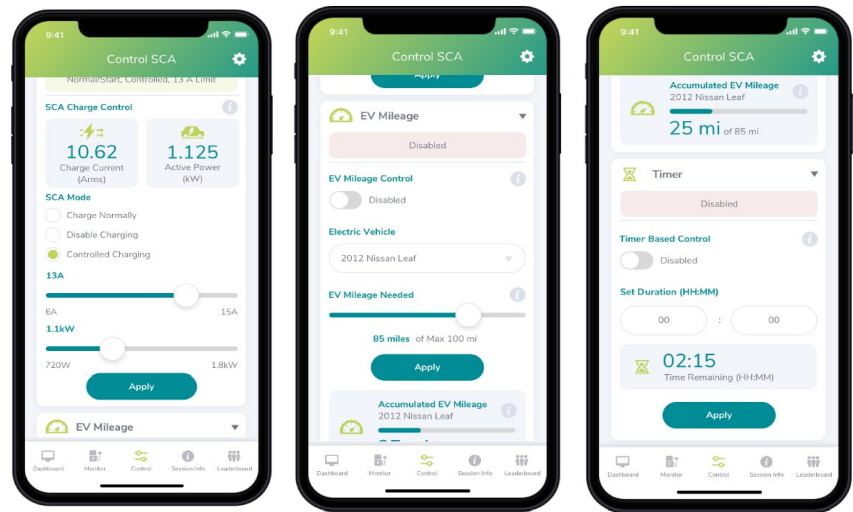 9:41
Control SCA
Normal/Start, Controlled, 13 A Limit
SCA Charge Control
10.62
Charge Current
(Arms)
1.125
Active Power
(kW)
SCA Mode
Charge Normally
Disable Charging
Controlled Charging
13A
6A 15A
1.1kW
720W 1.8kW
Apply
EV Mileage
Dashboard Monitor Control Session Info Leaderboard
9:41
Control SCA
Apply
EV Mileage
Disabled
EV Mileage Control
Disabled
Electric Vehicle
2012 Nissan Leaf
EV Mileage Needed
85 miles of Max 100 mi
Apply
Accumulated EV Mileage
2012 Nissan Leaf
Dashboard Monitor Control Session Info Leaderboard
9:41
Control SCA
Accumulated EV Mileage
2012 Nissan Leaf
25 mi of 85 mi
Timer
Disabled
Timer Based Control
Disabled
Set Duration (HH:MM)
00 : 00
02:15
Time Remaining (HH:MM)
Apply
Dashboard Monitor Control Session Info Leaderboard